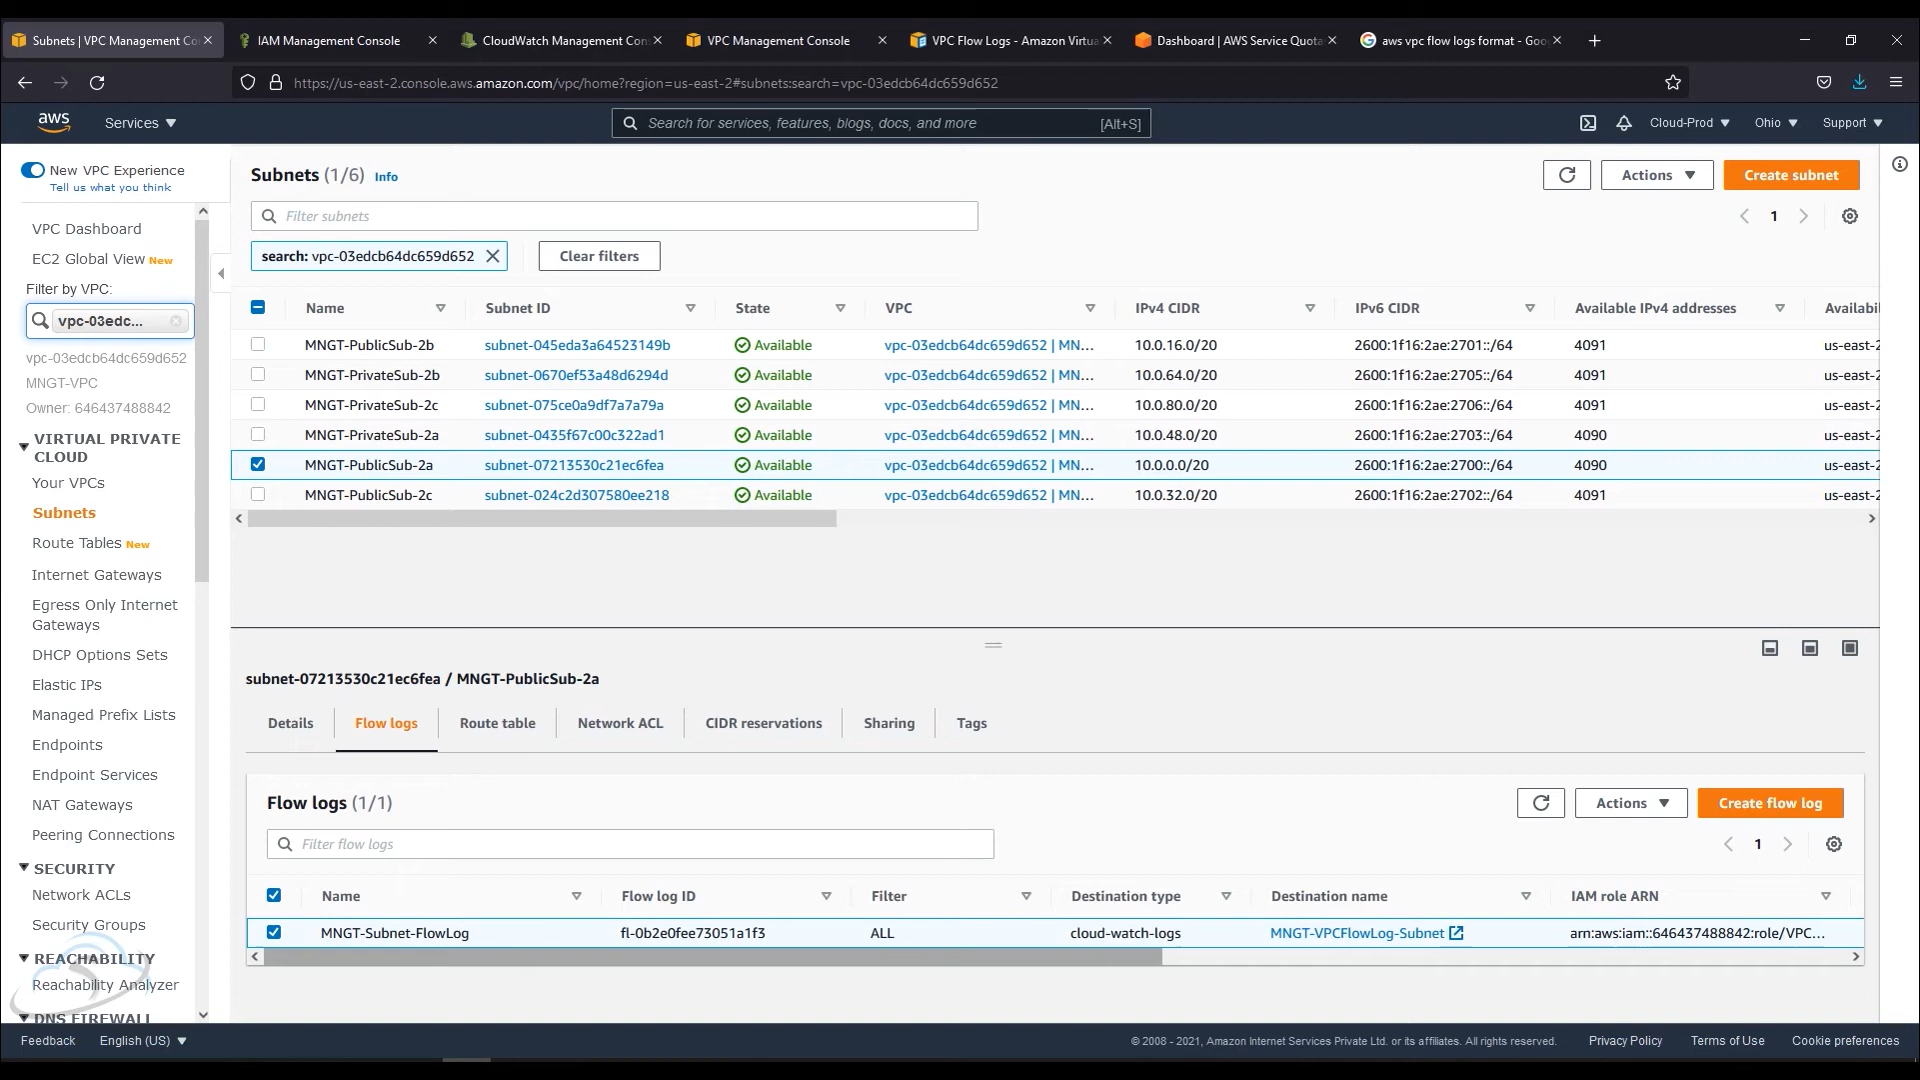 Subnets | VPC Management Co
IAM Management Console
CloudWatch Management Con
VPC Management Console
VPC Flow Logs - Amazon Virtua
Dashboard | AWS Service Quota
aws vpc flow logs format - Goo
https://us-east-2.console.aws.amazon.com/vpc/home?region=us-east-2#subnets:search=vpc-03edcb64dc659d652
aws
Services
Search for services, features, blogs, docs, and more
[Alt+S]
Cloud-Prod
Ohio
Support
New VPC Experience
Tell us what you think
VPC Dashboard
EC2 Global View New
Filter by VPC:
vpc-03edc...
vpc-03edcb64dc659d652
MNGT-VPC
Owner: 646437488842
VIRTUAL PRIVATE
CLOUD
Your VPCs
Subnets
Route Tables New
Internet Gateways
Egress Only Internet
Gateways
DHCP Options Sets
Elastic IPs
Managed Prefix Lists
Endpoints
Endpoint Services
NAT Gateways
Peering Connections
SECURITY
Network ACLs
Security Groups
REACHABILITY
Reachability Analyzer
DNS FIREWALL
Subnets (1/6) Info
Actions
Create subnet
Filter subnets
1
search: vpc-03edcb64dc659d652
Clear filters
Name Subnet ID State VPC IPv4 CIDR IPv6 CIDR Available IPv4 addresses Availabil
MNGT-PublicSub-2b subnet-045eda3a64523149b Available vpc-03edcb64dc659d652 | MN... 10.0.16.0/20 2600:1f16:2ae:2701::/64 4091 us-east-2
MNGT-PrivateSub-2b subnet-0670ef53a48d6294d Available vpc-03edcb64dc659d652 | MN... 10.0.64.0/20 2600:1f16:2ae:2705::/64 4091 us-east-2
MNGT-PrivateSub-2c subnet-075ce0a9df7a7a79a Available vpc-03edcb64dc659d652 | MN... 10.0.80.0/20 2600:1f16:2ae:2706::/64 4091 us-east-2
MNGT-PrivateSub-2a subnet-0435f67c00c322ad1 Available vpc-03edcb64dc659d652 | MN... 10.0.48.0/20 2600:1f16:2ae:2703::/64 4090 us-east-2
MNGT-PublicSub-2a subnet-07213530c21ec6fea Available vpc-03edcb64dc659d652 | MN... 10.0.0.0/20 2600:1f16:2ae:2700::/64 4090 us-east-2
MNGT-PublicSub-2c subnet-024c2d307580ee218 Available vpc-03edcb64dc659d652 | MN... 10.0.32.0/20 2600:1f16:2ae:2702::/64 4091 us-east-2
subnet-07213530c21ec6fea / MNGT-PublicSub-2a
Details
Flow logs
Route table
Network ACL
CIDR reservations
Sharing
Tags
Flow logs (1/1)
Actions
Create flow log
Filter flow logs
1
Name Flow log ID Filter Destination type Destination name IAM role ARN
MNGT-Subnet-FlowLog fl-0b2e0fee73051a1f3 ALL cloud-watch-logs MNGT-VPCFlowLog-Subnet arn:aws:iam::646437488842:role/VPC...
Feedback
English (US)
© 2008 - 2021, Amazon Internet Services Private Ltd. or its affiliates. All rights reserved.
Privacy Policy
Terms of Use
Cookie preferences